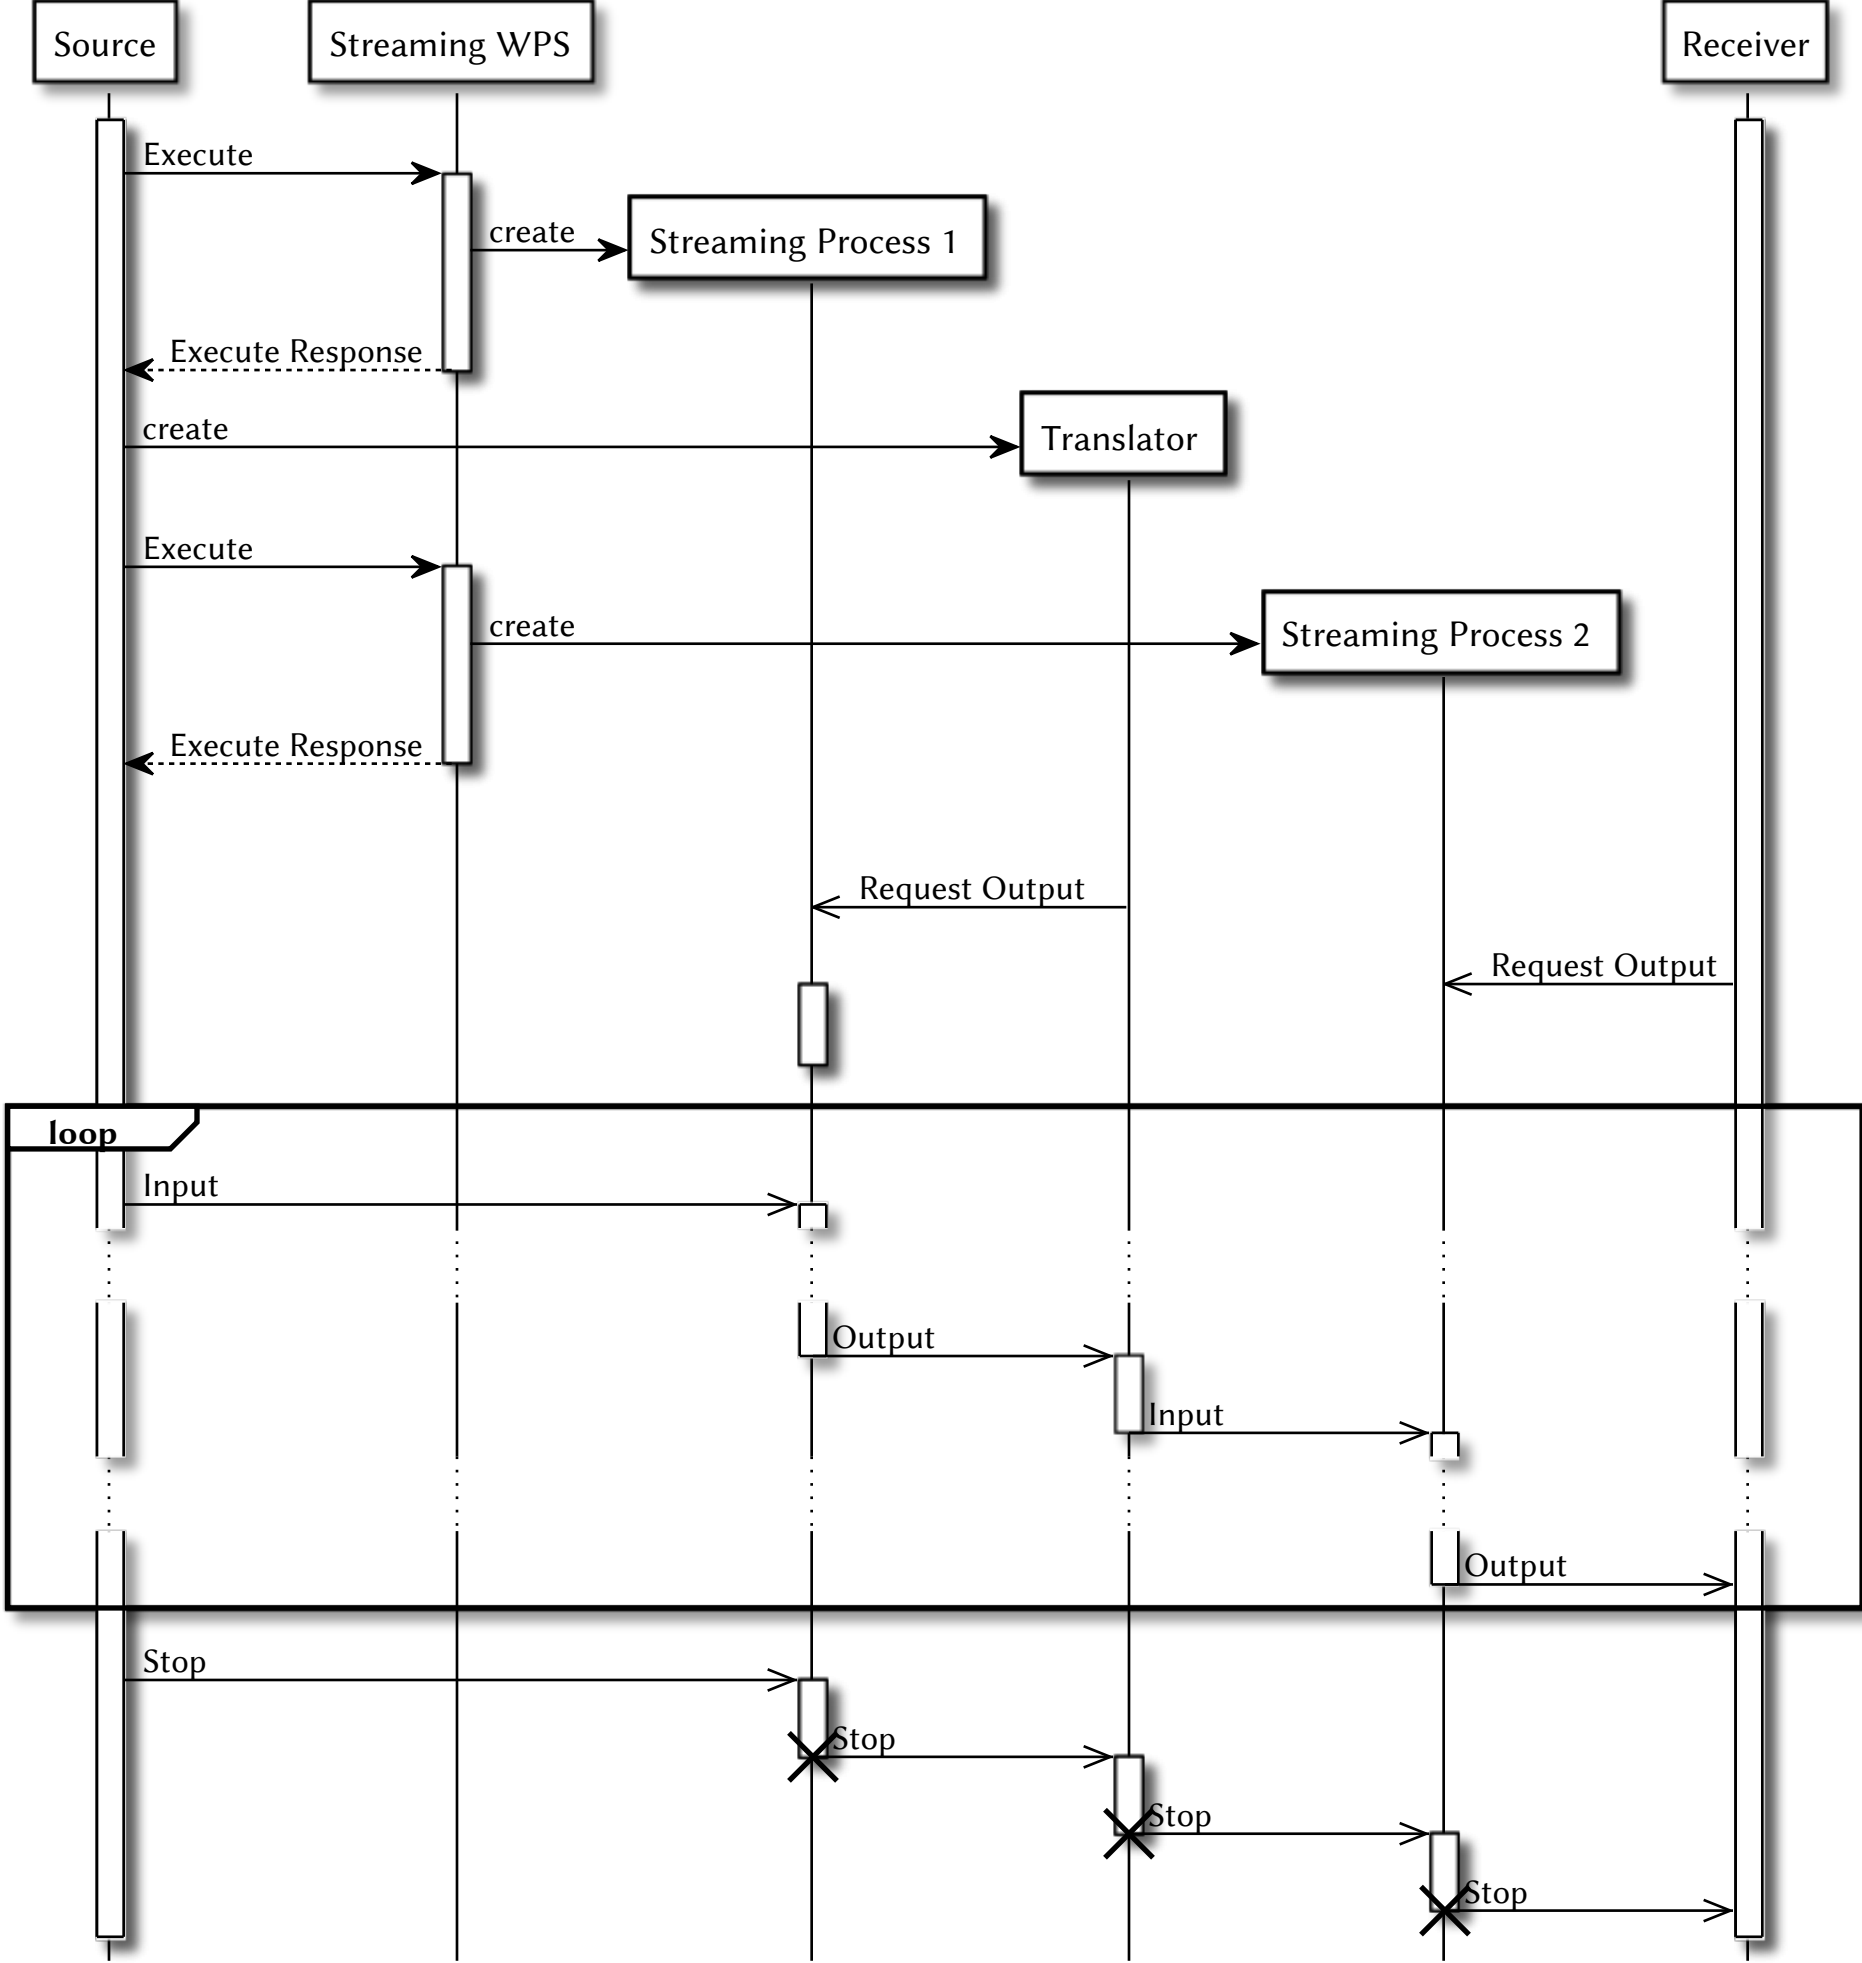 Source
Streaming WPS
Receiver
Execute
create
Streaming Process 1
Execute Response
create
Translator
Execute
create
Streaming Process 2
Execute Response
Request Output
Request Output
loop
Input
Output
Input
Output
Stop
Stop
Stop
Stop